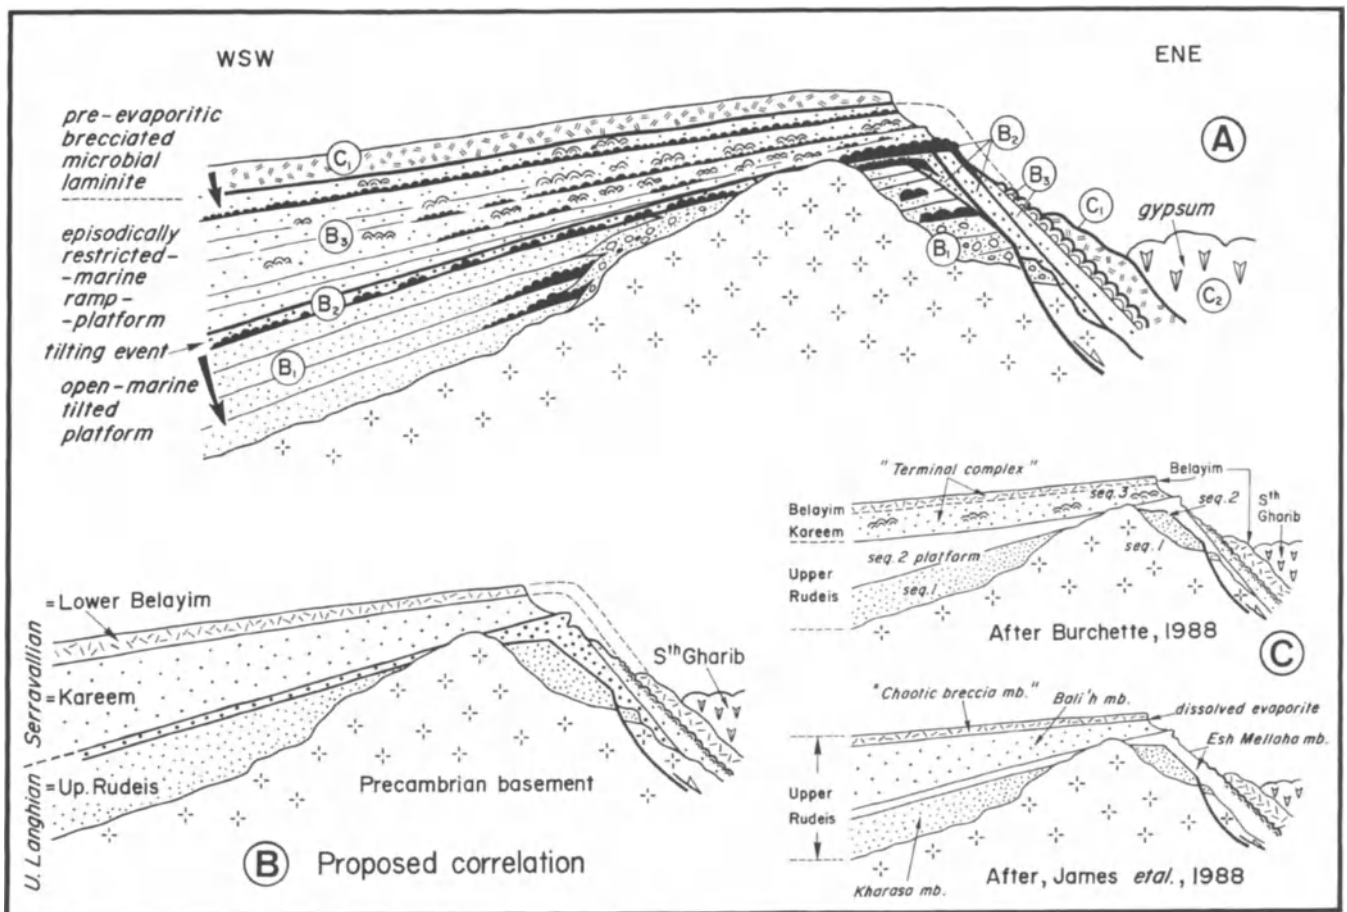 WSW
ENE
A
pre-evaporitic
brecciated
microbial
laminite
episodically
restricted-
-marine
ramp-
-platform
tilting event
open-marine
tilted
platform
C1
B3
B2
B1
B2
B3
C1
gypsum
B1
C2
U. Langhian Serravallian
=Lower Belayim
=Kareem
=Up. Rudeis
Sth Gharib
Precambrian basement
B Proposed correlation
"Terminal complex"
Belayim
Belayim
Kareem
Upper
Rudeis
seq.3
seq.2
Sth
Gharib
seq.2 platform
seq.1
seq.1
After Burchette, 1988
C
"Chaotic breccia mb."
Bali'h mb.
dissolved evaporite
Esh Mellaha mb.
Upper
Rudeis
Kharasa mb.
After, James etal., 1988